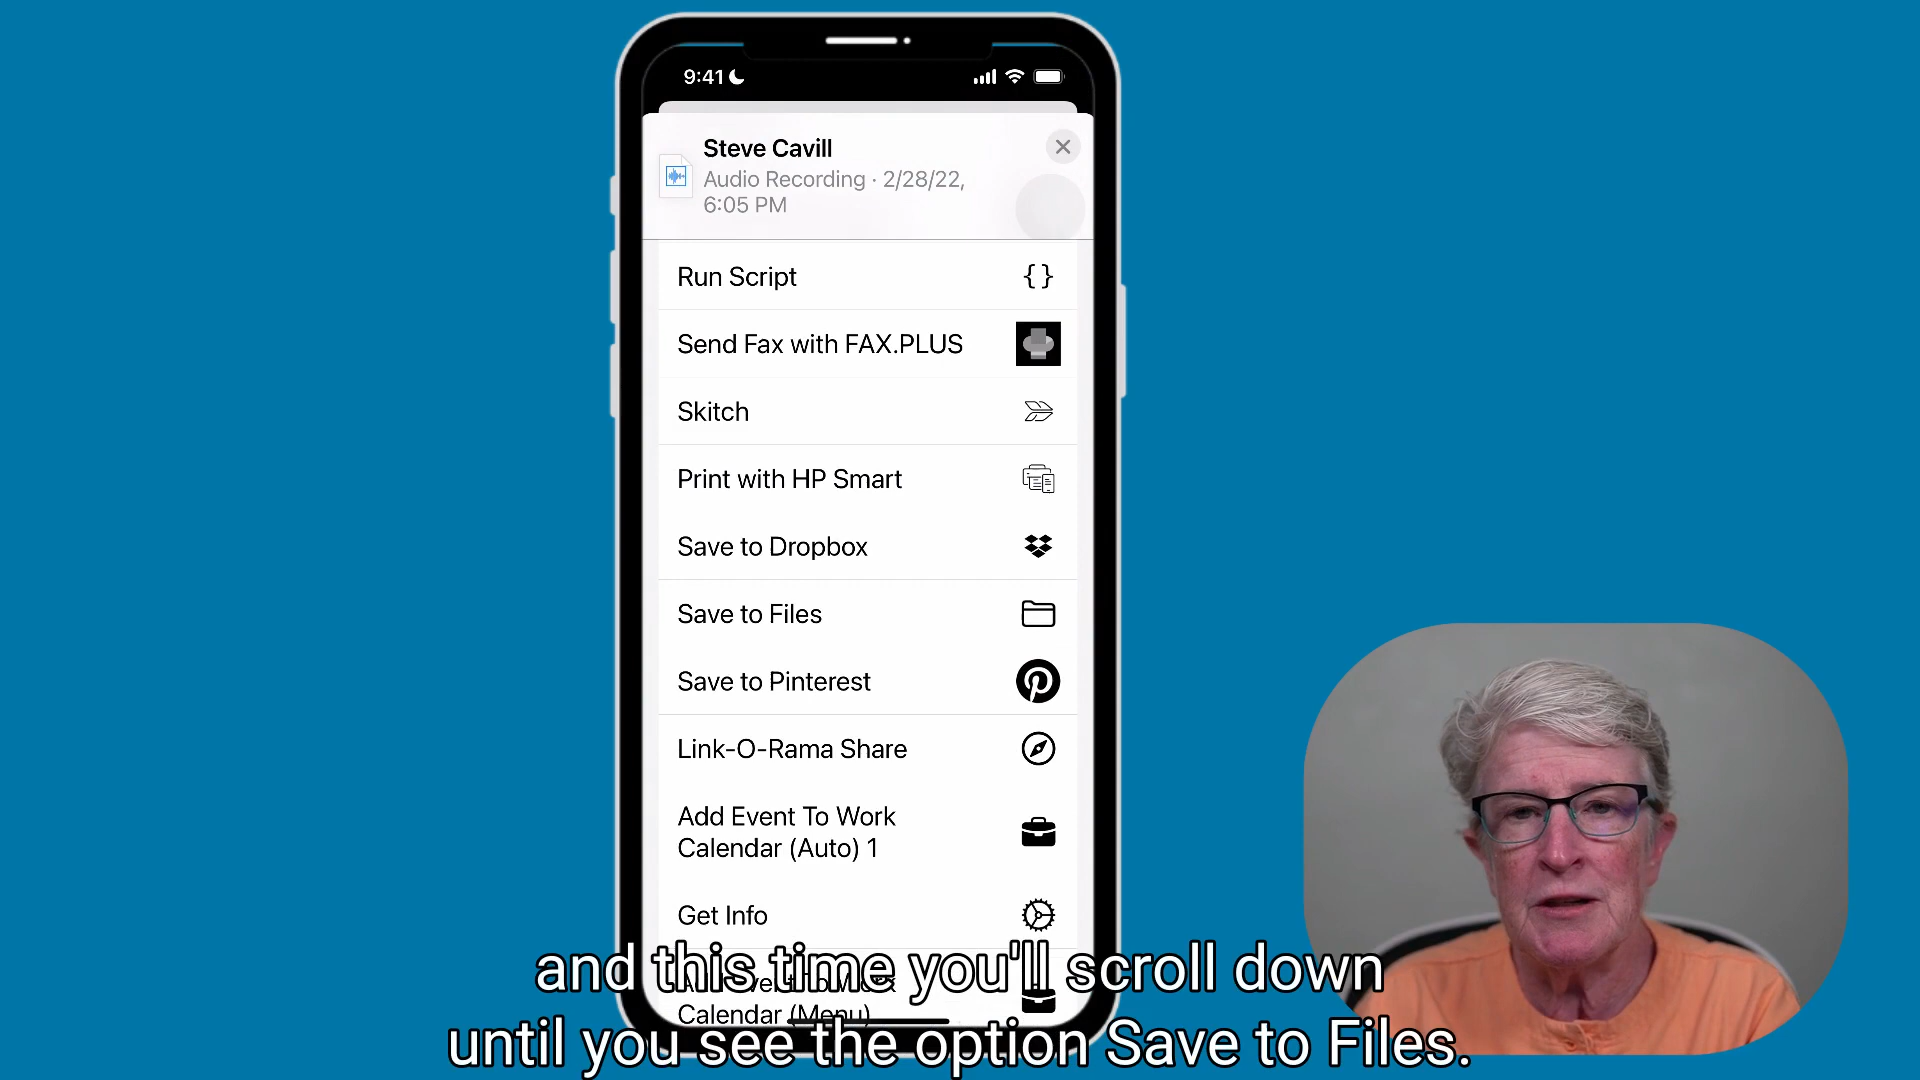 9:41
Steve Cavill
Audio Recording · 2/28/22,
6:05 PM
Run Script
Send Fax with FAX.PLUS
Skitch
Print with HP Smart
Save to Dropbox
Save to Files
Save to Pinterest
Link-O-Rama Share
Add Event To Work
Calendar (Auto) 1
Get Info
and this time you'll scroll down
Calendar (Menu)
until you see the option Save to Files.